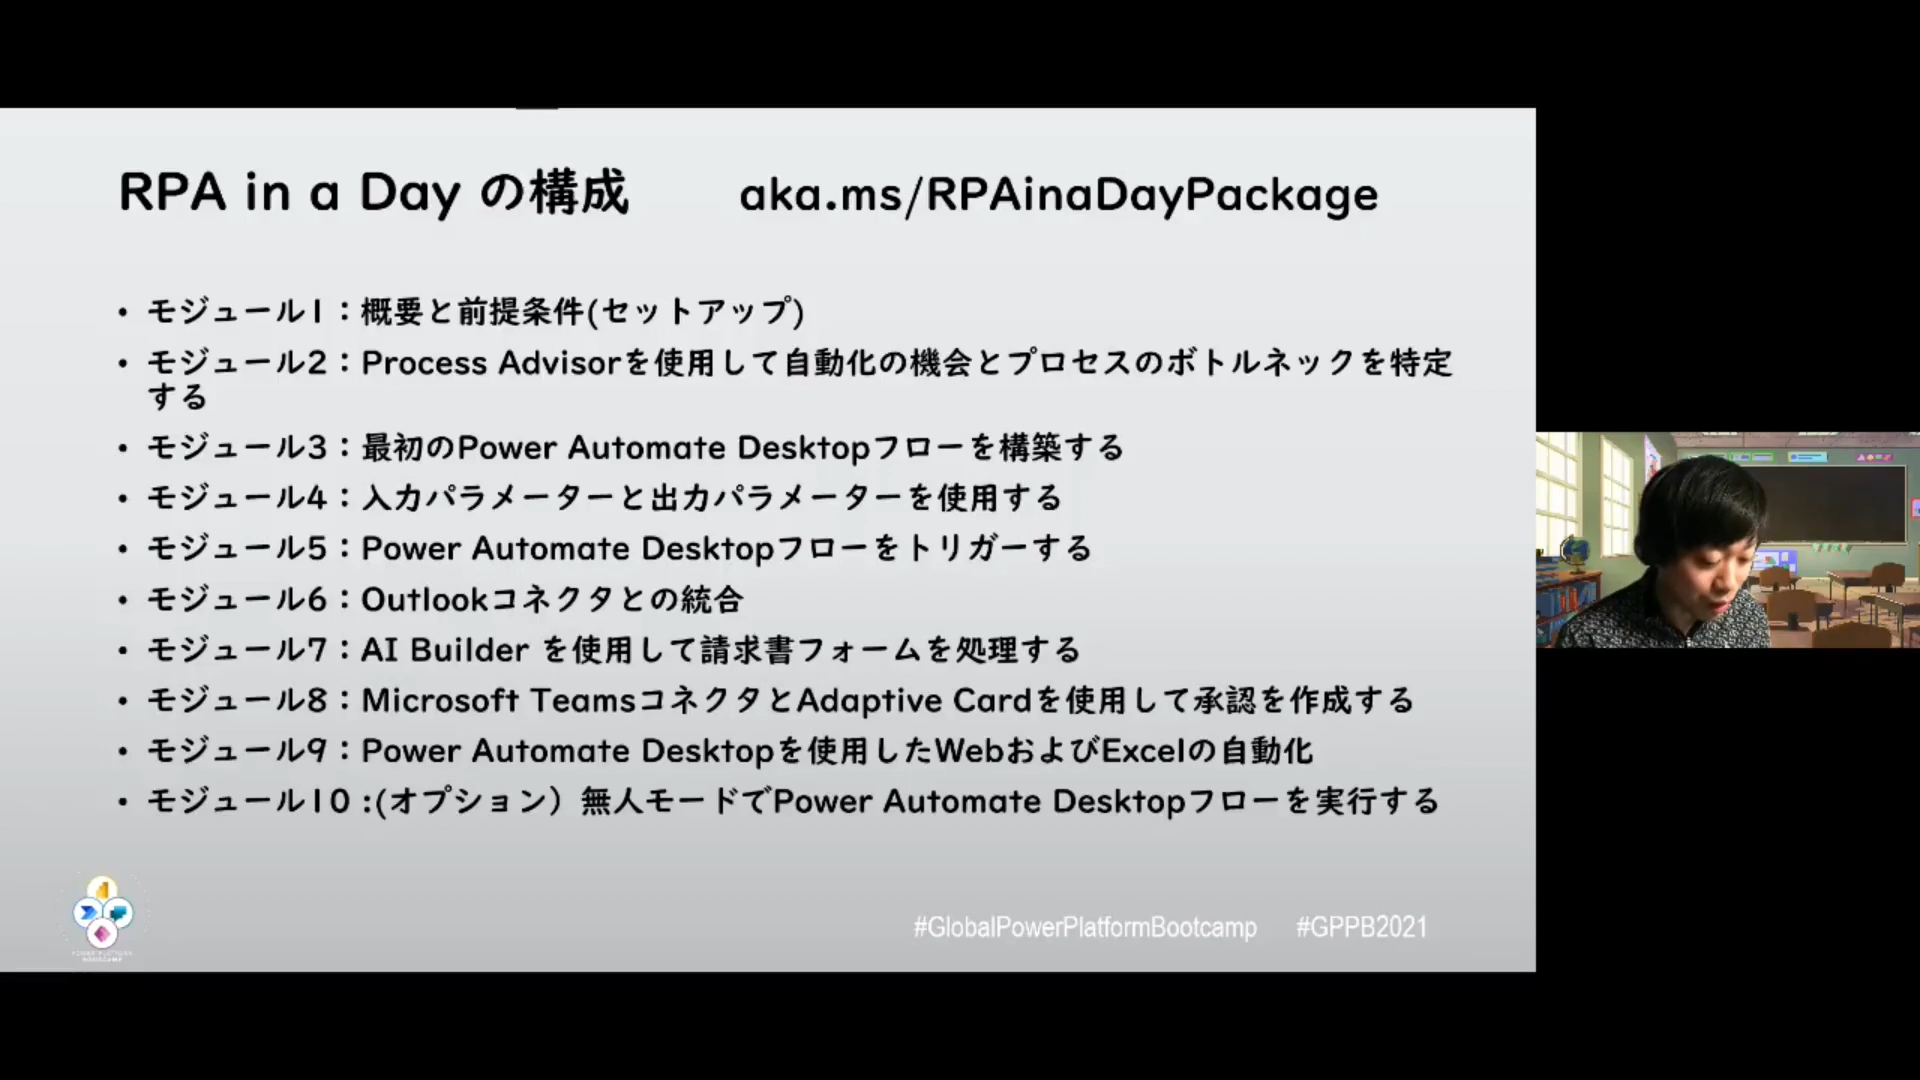 RPA in a Day の構成
aka.ms/RPAinaDayPackage
• モジュール1：概要と前提条件(セットアップ)
• モジュール2：Process Advisorを使用して自動化の機会とプロセスのボトルネックを特定
する
• モジュール3：最初のPower Automate Desktopフローを構築する
• モジュール4：入力パラメーターと出力パラメーターを使用する
• モジュール5：Power Automate Desktopフローをトリガーする
• モジュール6：Outlookコネクタとの統合
• モジュール7：AI Builder を使用して請求書フォームを処理する
• モジュール8：Microsoft TeamsコネクタとAdaptive Cardを使用して承認を作成する
• モジュール9：Power Automate Desktopを使用したWebおよびExcelの自動化
• モジュール10 :(オプション）無人モードでPower Automate Desktopフローを実行する
POWER PLATFORM
BOOTCAMP
#GlobalPowerPlatformBootcamp #GPPB2021